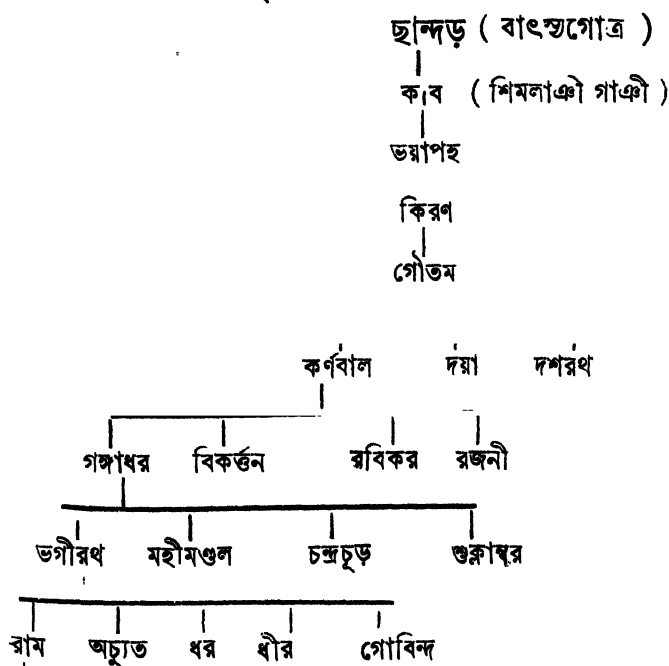 ছান্দড় ( বাৎস্যগোত্র )
কব ( শিমলাঞী গাঞী )
ভয়াপহ
কিরণ
গৌতম
কর্ণবাল দয়া দশরথ
গঙ্গাধর বিকর্ত্তন রবিকর রজনী
ভগীরথ মহীমণ্ডল চন্দ্রচূড় শুক্লাম্বর
রাম অচ্যুত ধর ধীর গোবিন্দ